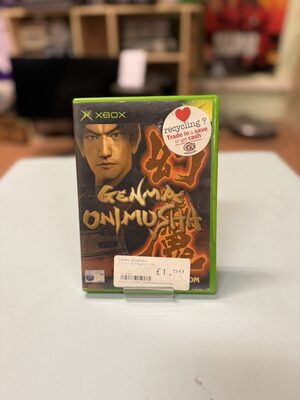 XBOX
recycling?
Trade in & save
or get cash
幻魔
GENMA
ONIMUSHA
£1.50